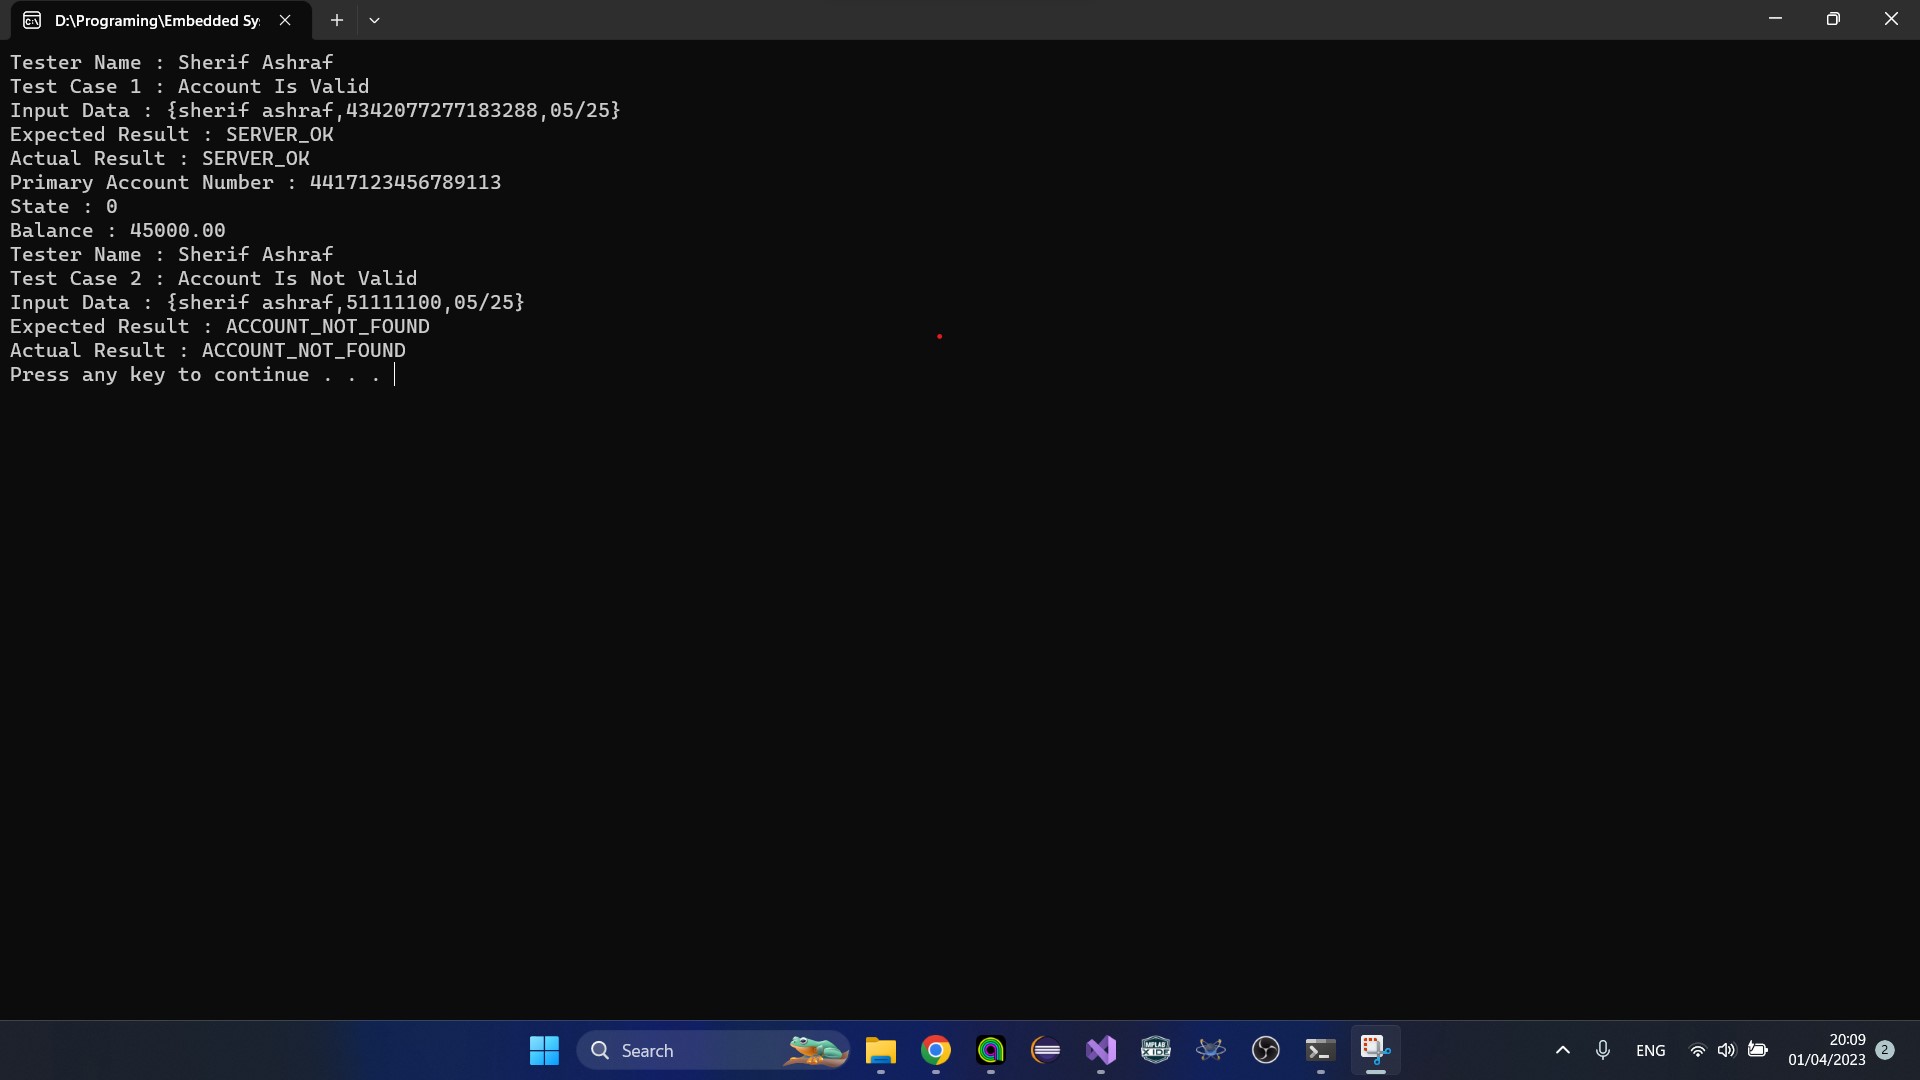 D:\Programing\Embedded Sy
Tester Name : Sherif Ashraf
Test Case 1 : Account Is Valid
Input Data : {sherif ashraf,4342077277183288,05/25}
Expected Result : SERVER_OK
Actual Result : SERVER_OK
Primary Account Number : 4417123456789113
State : 0
Balance : 45000.00
Tester Name : Sherif Ashraf
Test Case 2 : Account Is Not Valid
Input Data : {sherif ashraf,51111100,05/25}
Expected Result : ACCOUNT_NOT_FOUND
Actual Result : ACCOUNT_NOT_FOUND
Press any key to continue . . .
Search
MPLAB
X IDE
ENG
20:09
01/04/2023
2